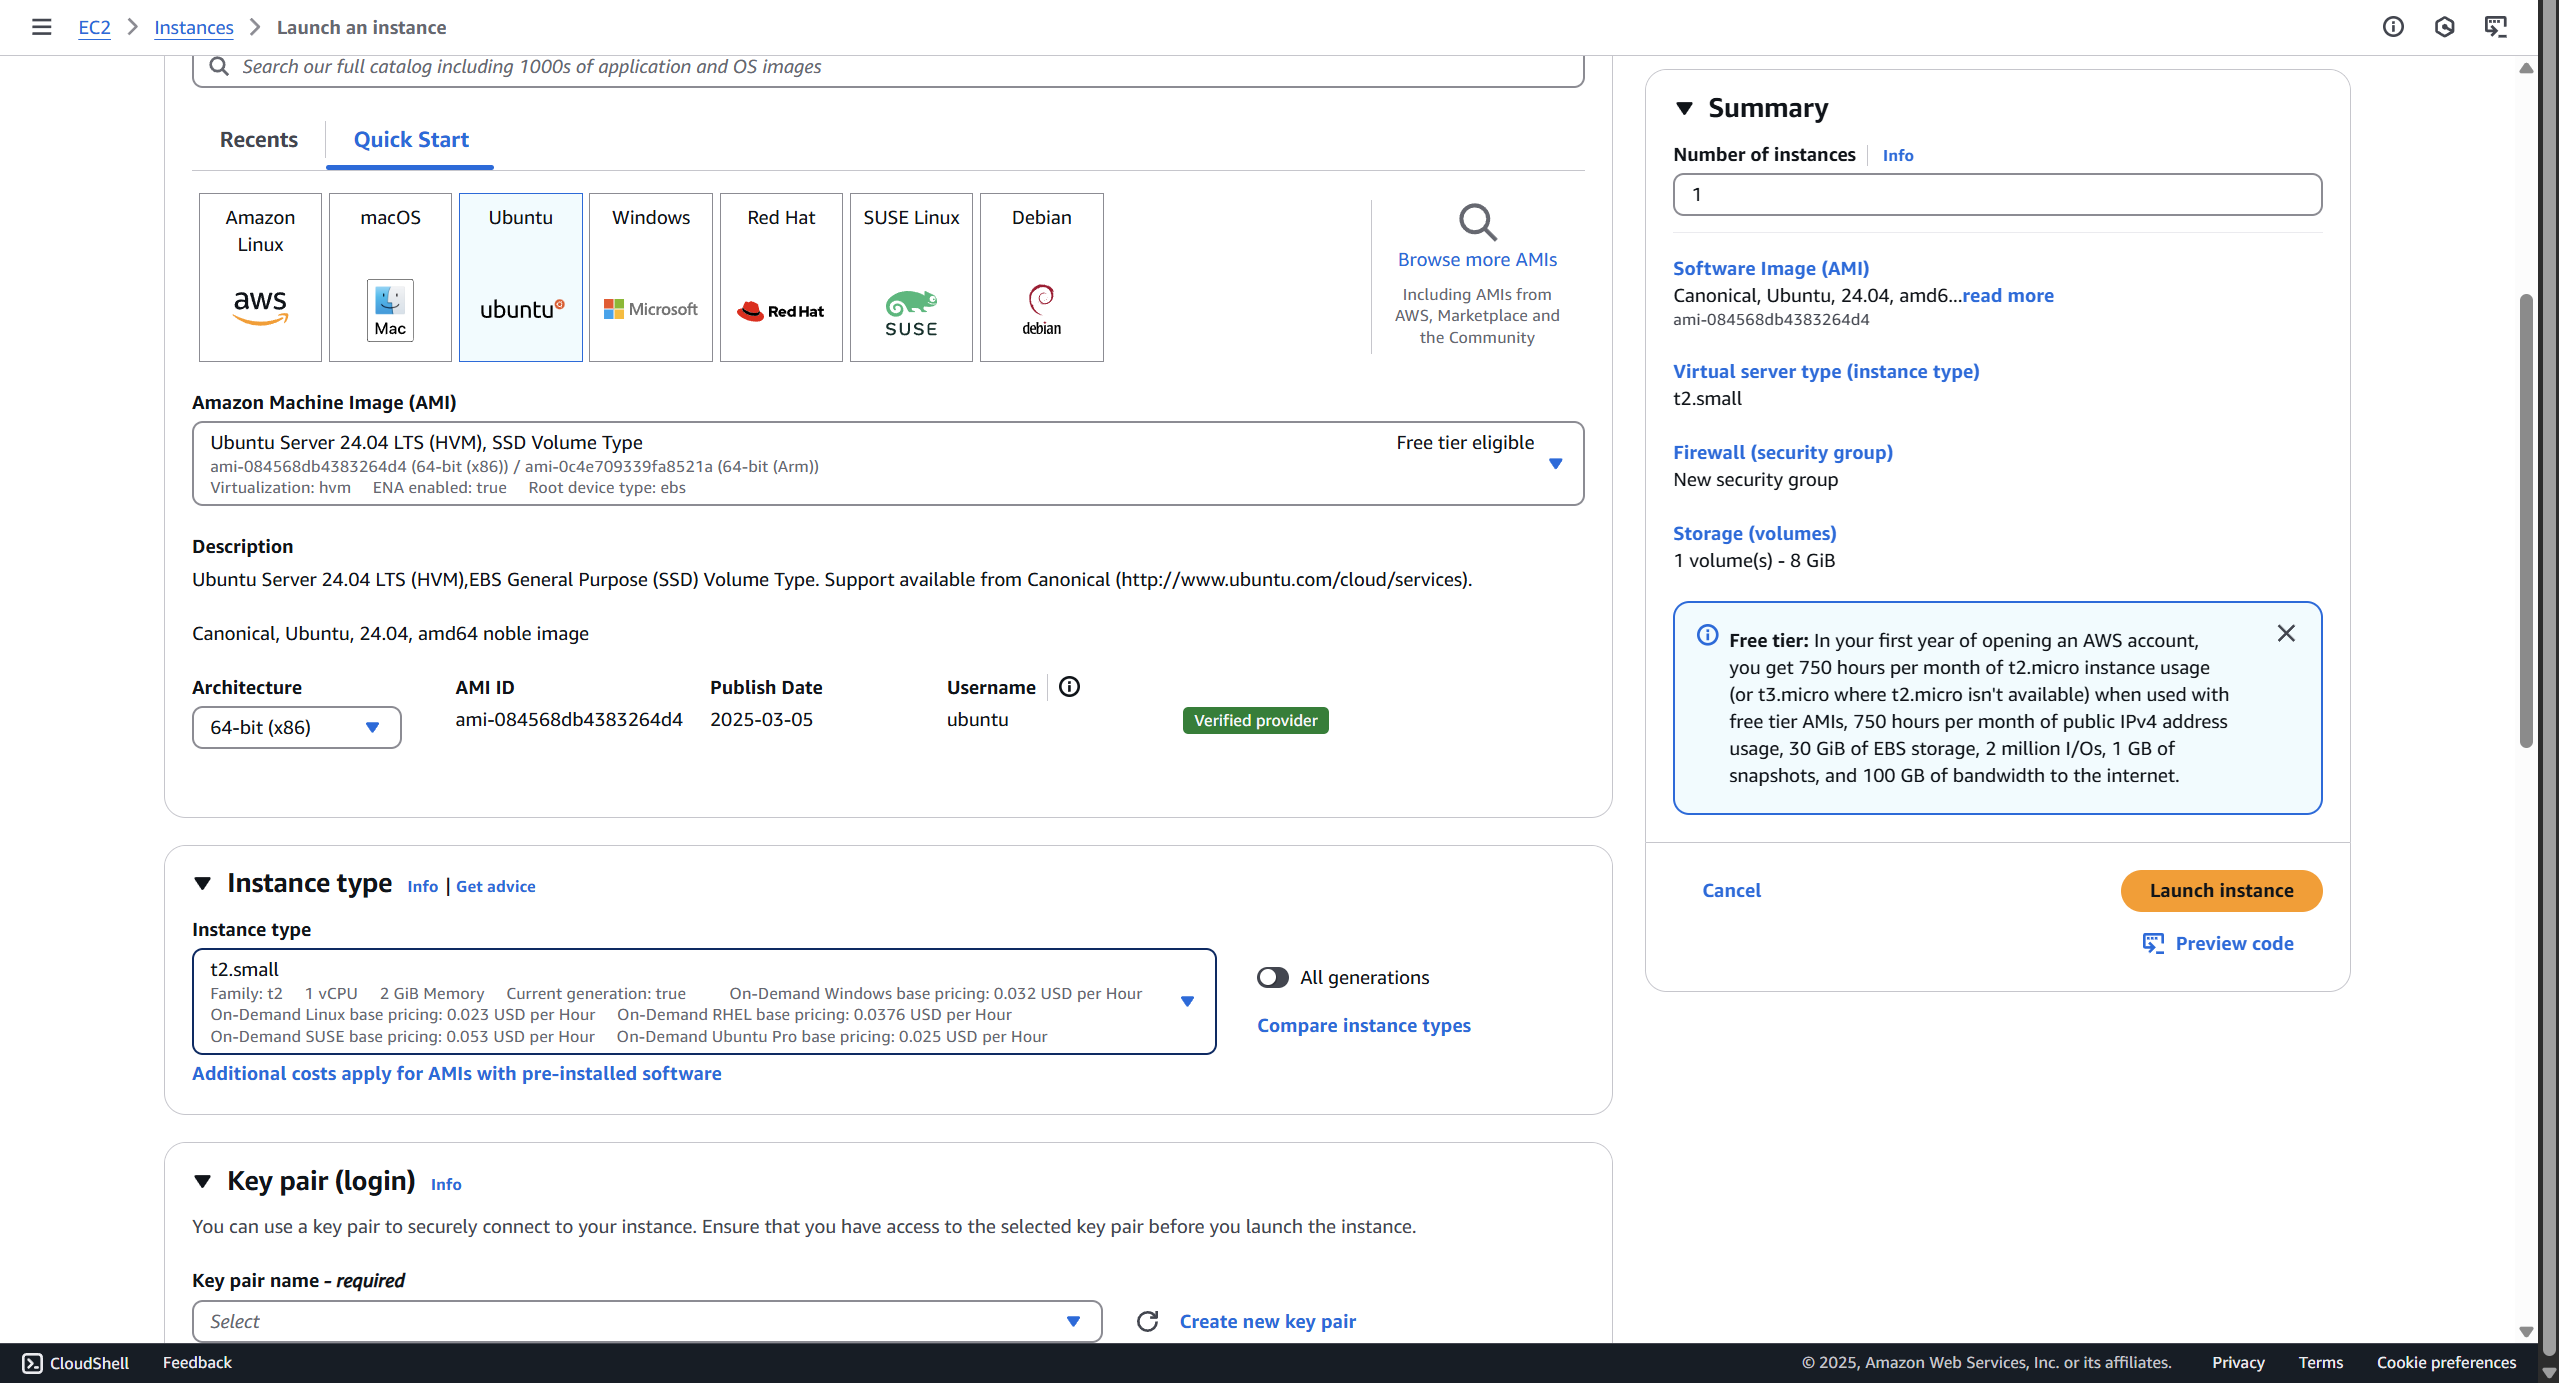 EC2 Instances Launch an instance
Search our full catalog including 1000s of application and OS images
Recents Quick Start
Amazon Linux
aws
macOS
Mac
Ubuntu
ubuntu
Windows
Microsoft
Red Hat
Red Hat
SUSE Linux
SUSE
Debian
debian
Browse more AMIs
Including AMIs from
AWS, Marketplace and
the Community
Amazon Machine Image (AMI)
Ubuntu Server 24.04 LTS (HVM), SSD Volume Type Free tier eligible
ami-084568db4383264d4 (64-bit (x86)) / ami-0c4e709339fa8521a (64-bit (Arm))
Virtualization: hvm ENA enabled: true Root device type: ebs
Description
Ubuntu Server 24.04 LTS (HVM),EBS General Purpose (SSD) Volume Type. Support available from Canonical (http://www.ubuntu.com/cloud/services).
Canonical, Ubuntu, 24.04, amd64 noble image
Architecture AMI ID Publish Date Username
64-bit (x86) ami-084568db4383264d4 2025-03-05 ubuntu Verified provider
Instance type Info | Get advice
Instance type
t2.small
Family: t2 1 vCPU 2 GiB Memory Current generation: true On-Demand Windows base pricing: 0.032 USD per Hour
On-Demand Linux base pricing: 0.023 USD per Hour On-Demand RHEL base pricing: 0.0376 USD per Hour
On-Demand SUSE base pricing: 0.053 USD per Hour On-Demand Ubuntu Pro base pricing: 0.025 USD per Hour
All generations
Compare instance types
Additional costs apply for AMIs with pre-installed software
Key pair (login) Info
You can use a key pair to securely connect to your instance. Ensure that you have access to the selected key pair before you launch the instance.
Key pair name - required
Select Create new key pair
Summary
Number of instances Info
1
Software Image (AMI)
Canonical, Ubuntu, 24.04, amd6...read more
ami-084568db4383264d4
Virtual server type (instance type)
t2.small
Firewall (security group)
New security group
Storage (volumes)
1 volume(s) - 8 GiB
Free tier: In your first year of opening an AWS account,
you get 750 hours per month of t2.micro instance usage
(or t3.micro where t2.micro isn't available) when used with
free tier AMIs, 750 hours per month of public IPv4 address
usage, 30 GiB of EBS storage, 2 million I/Os, 1 GB of
snapshots, and 100 GB of bandwidth to the internet.
Cancel Launch instance
Preview code
CloudShell Feedback © 2025, Amazon Web Services, Inc. or its affiliates. Privacy Terms Cookie preferences